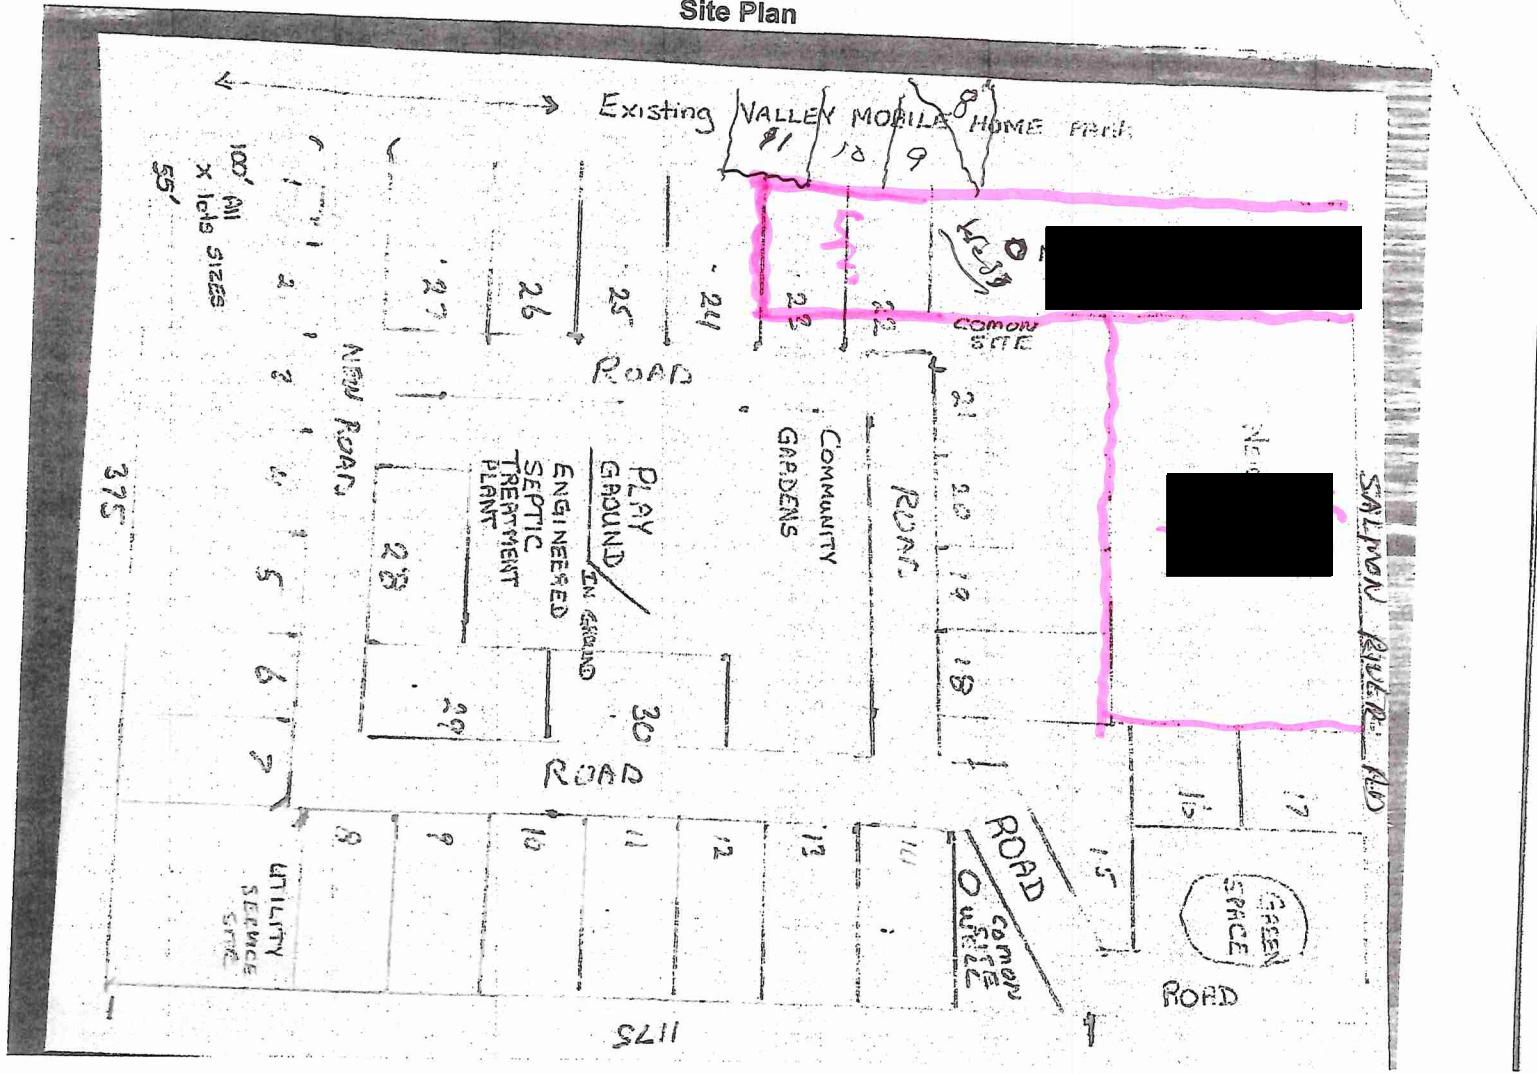 Site Plan
Existing VALLEY MOBILE HOME PARK
11
10
9
8
100' All
x lots SIZES
55'
1
2
3
4
5
6
7
27
26
25
24
23
22
COMON
SITE
ROAD
NEW ROAD
375
28
29
30
PLAY
GROUND
IN GROUND
ENGINEERED
SEPTIC
TREATMENT
PLANT
COMMUNITY
GARDENS
ROAD
21
20
19
18
SALMON RIVER RD
ROAD
17
16
15
GREEN
SPACE
ROAD
ROAD
COMON
SITE
WELL
8
9
10
11
12
13
14
UTILITY
SERVICE
SITE
1175